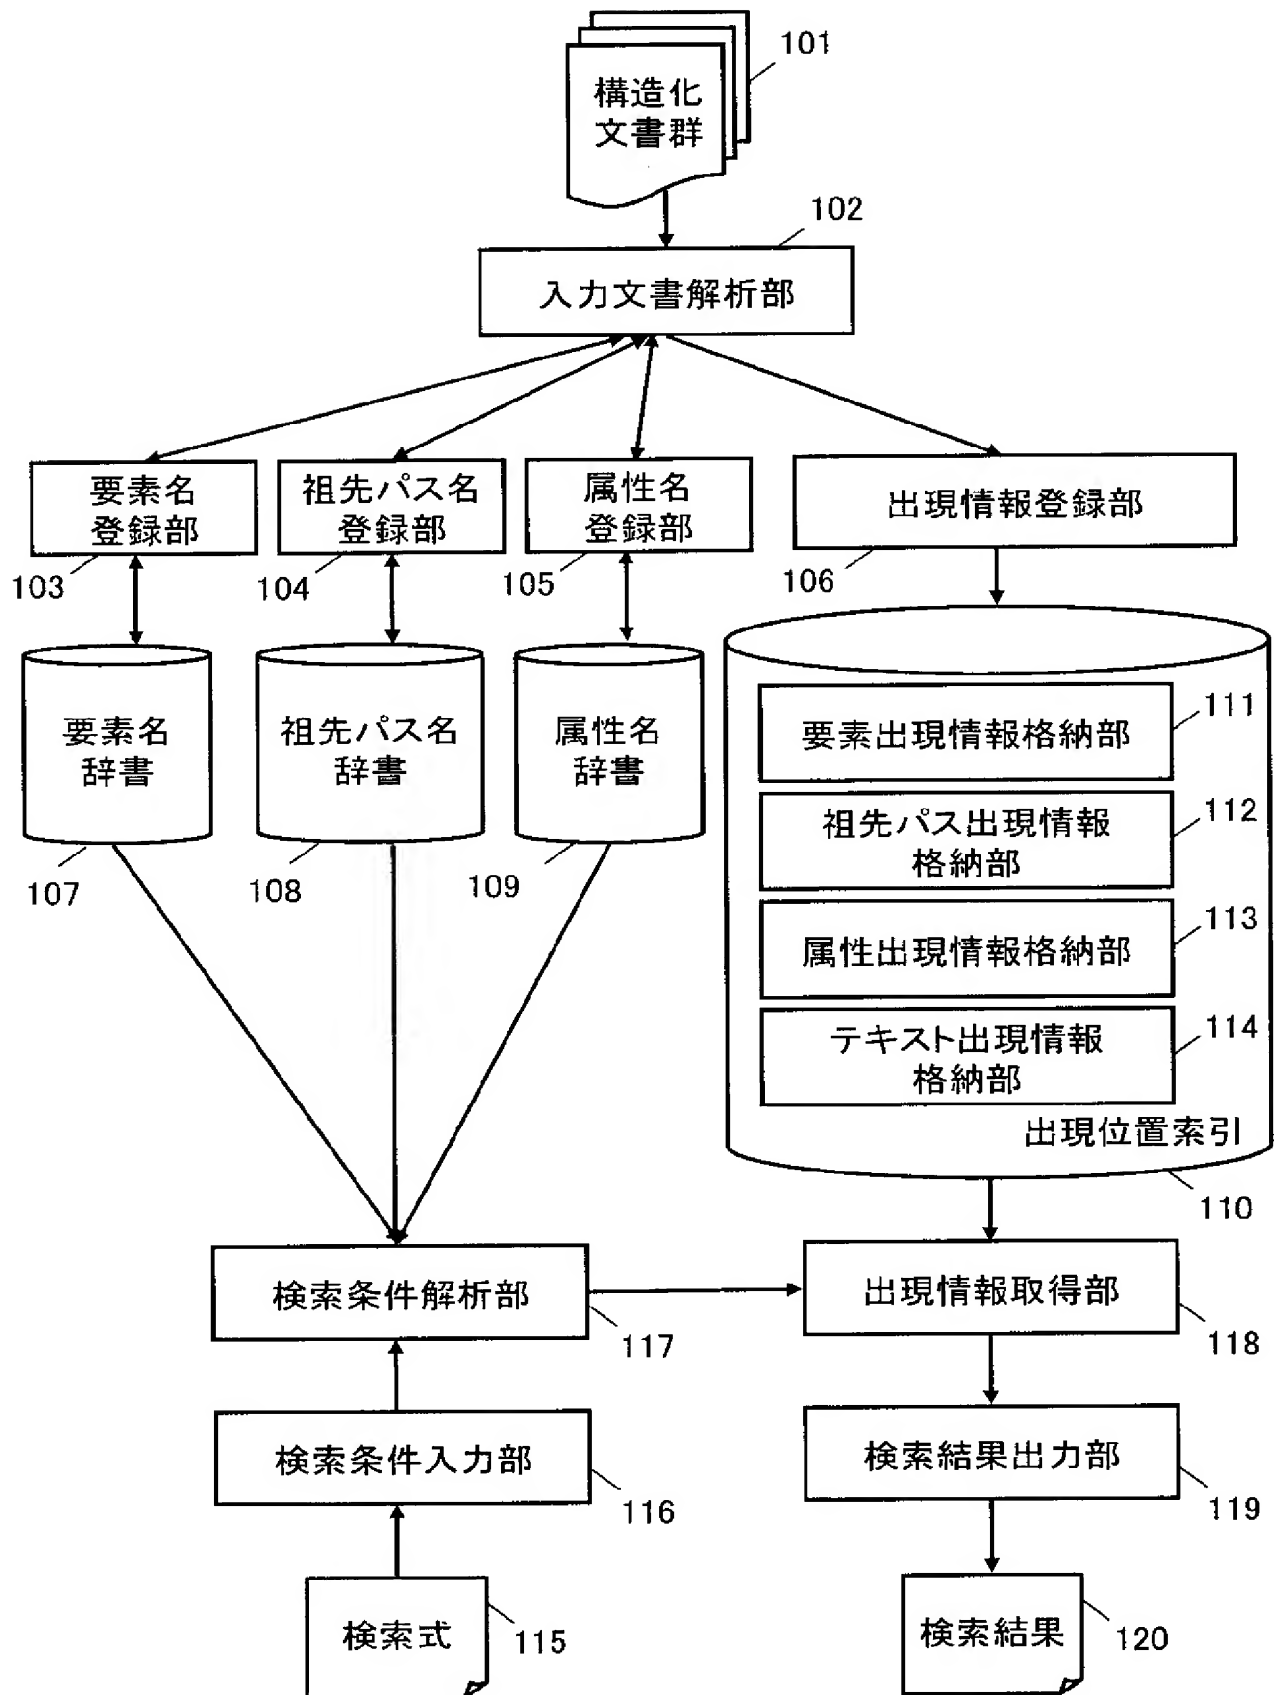 101
構造化
文書群
102
入力文書解析部
要素名
登録部
祖先パス名
登録部
属性名
登録部
出現情報登録部
103
104
105
106
要素名
辞書
祖先パス名
辞書
属性名
辞書
107
108
109
要素出現情報格納部
111
祖先パス出現情報
格納部
112
属性出現情報格納部
113
テキスト出現情報
格納部
114
出現位置索引
110
検索条件解析部
117
出現情報取得部
118
検索条件入力部
116
検索結果出力部
119
検索式
115
検索結果
120